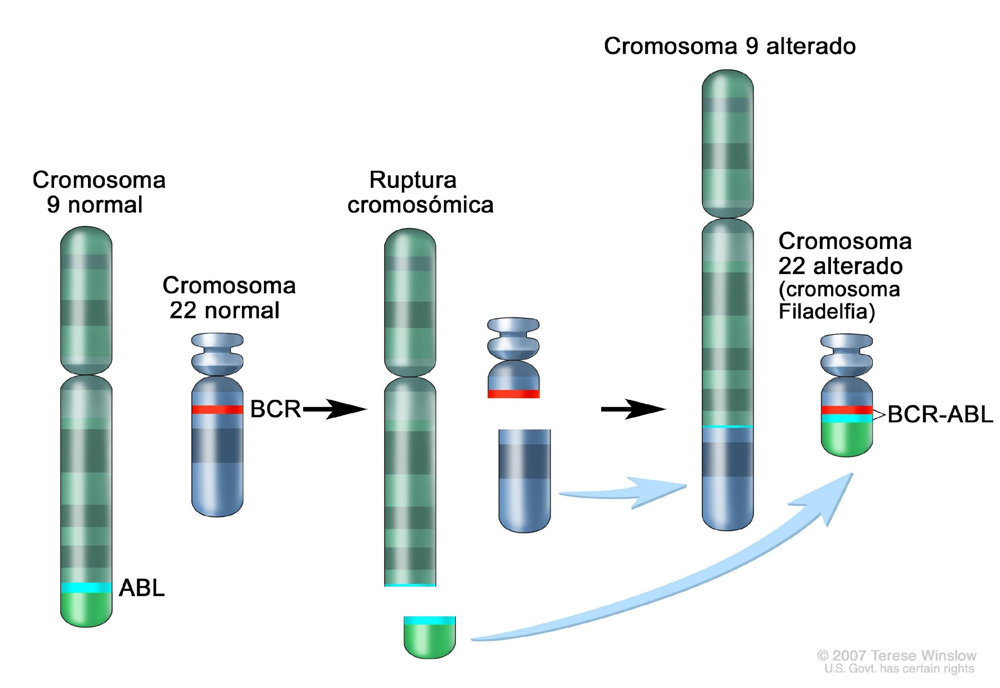 Cromosoma 9 alterado
Cromosoma
9 normal
Ruptura
cromosómica
Cromosoma
22 alterado
(cromosoma
Filadelfia)
Cromosoma
22 normal
BCR
BCR-ABL
ABL
© 2007 Terese Winslow
U.S. Govt. has certain rights